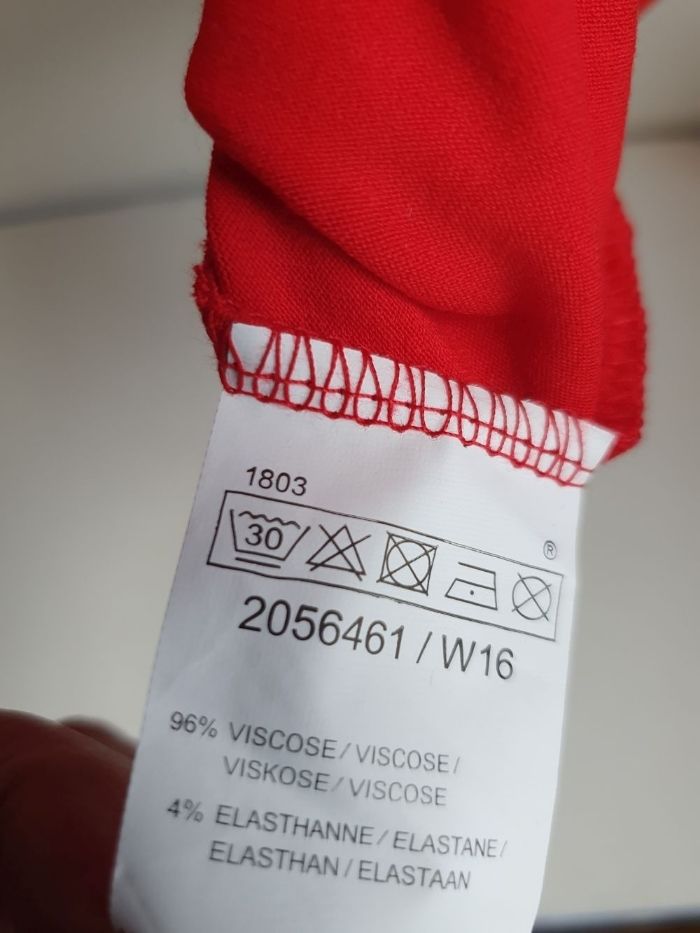 1803
®
30
2056461 / W16
96% VISCOSE / VISCOSE /
VISKOSE / VISCOSE
4% ELASTHANNE / ELASTANE /
ELASTHAN / ELASTAAN